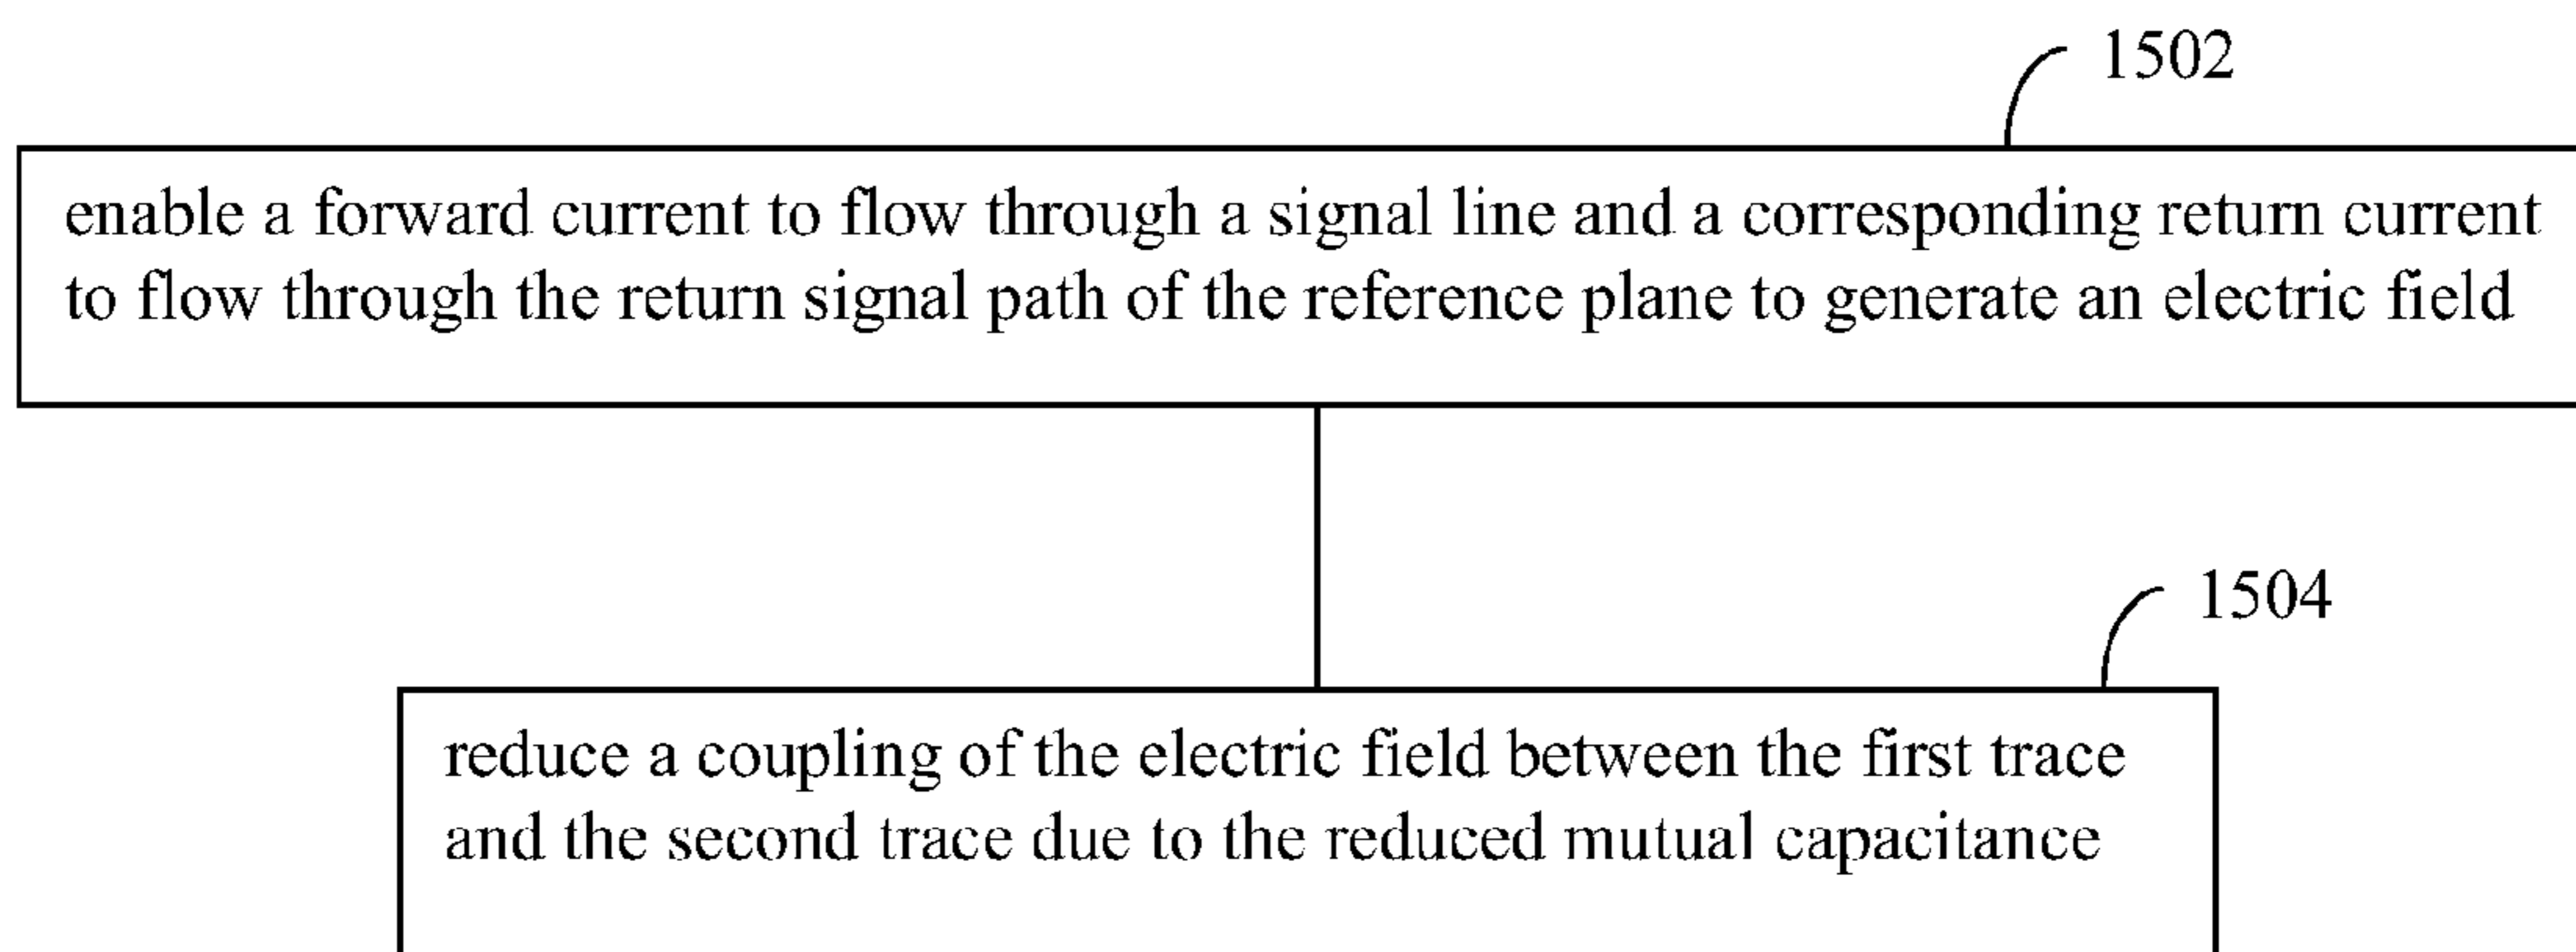 1502
enable a forward current to flow through a signal line and a corresponding return current
to flow through the return signal path of the reference plane to generate an electric field
1504
reduce a coupling of the electric field between the first trace
and the second trace due to the reduced mutual capacitance